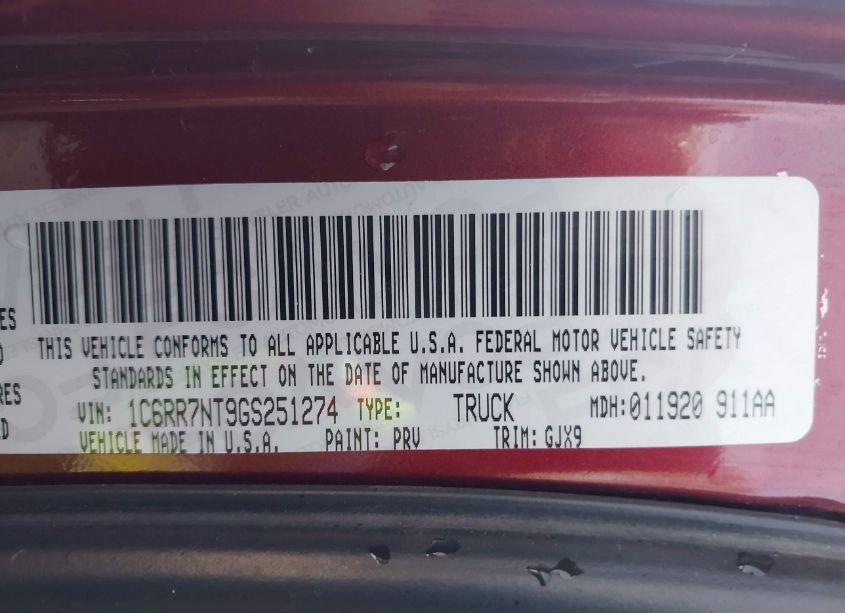 THIS VEHICLE CONFORMS TO ALL APPLICABLE U.S.A. FEDERAL MOTOR VEHICLE SAFETY
STANDARDS IN EFFECT ON THE DATE OF MANUFACTURE SHOWN ABOVE.
VIN: 1C6RR7NT9GS251274 TYPE: TRUCK MDH:011920 911AA
VEHICLE MADE IN U.S.A. PAINT: PRV TRIM: GJX9